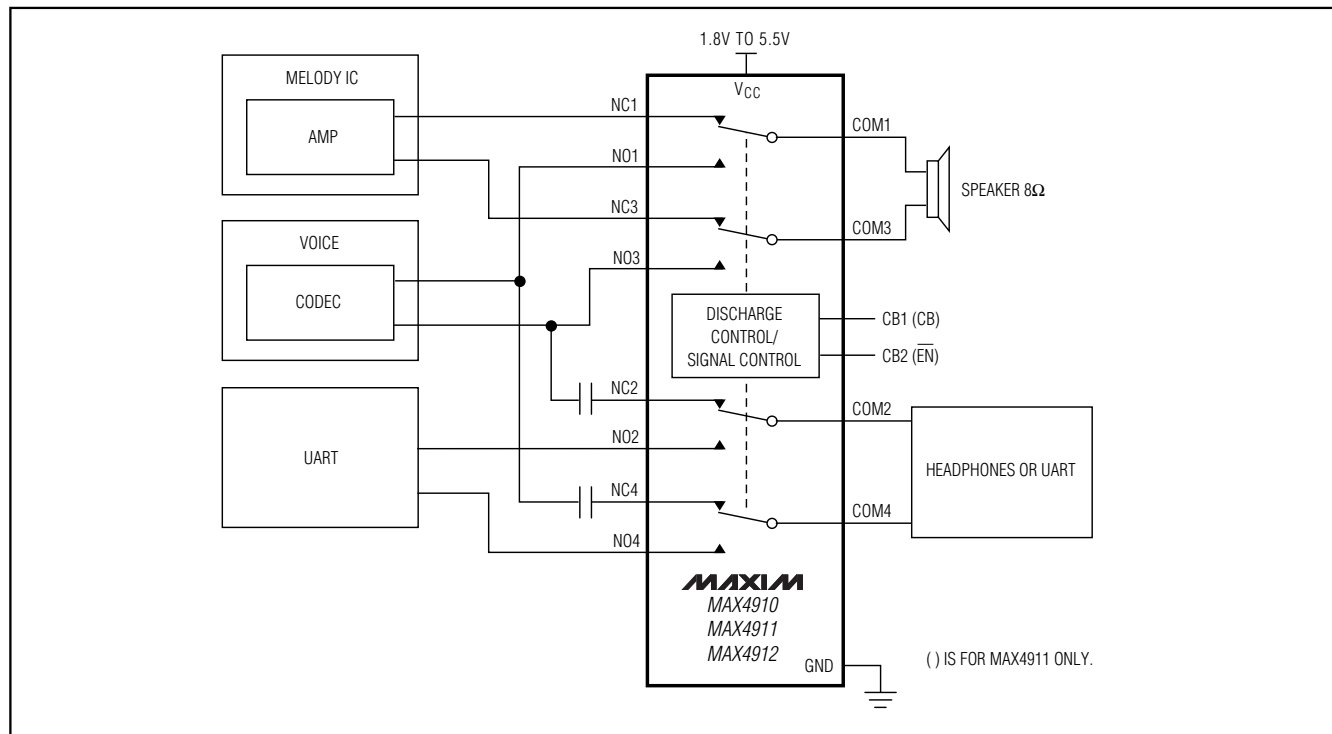 1.8V TO 5.5V
MELODY IC
AMP
VOICE
CODEC
UART
VCC
NC1
NO1
NC3
NO3
NC2
NO2
NC4
NO4
COM1
COM3
SPEAKER 8Ω
DISCHARGE
CONTROL/
SIGNAL CONTROL
CB1 (CB)
CB2 (E̅N̅)
COM2
COM4
HEADPHONES OR UART
MAXIM
MAX4910
MAX4911
MAX4912
GND
( ) IS FOR MAX4911 ONLY.